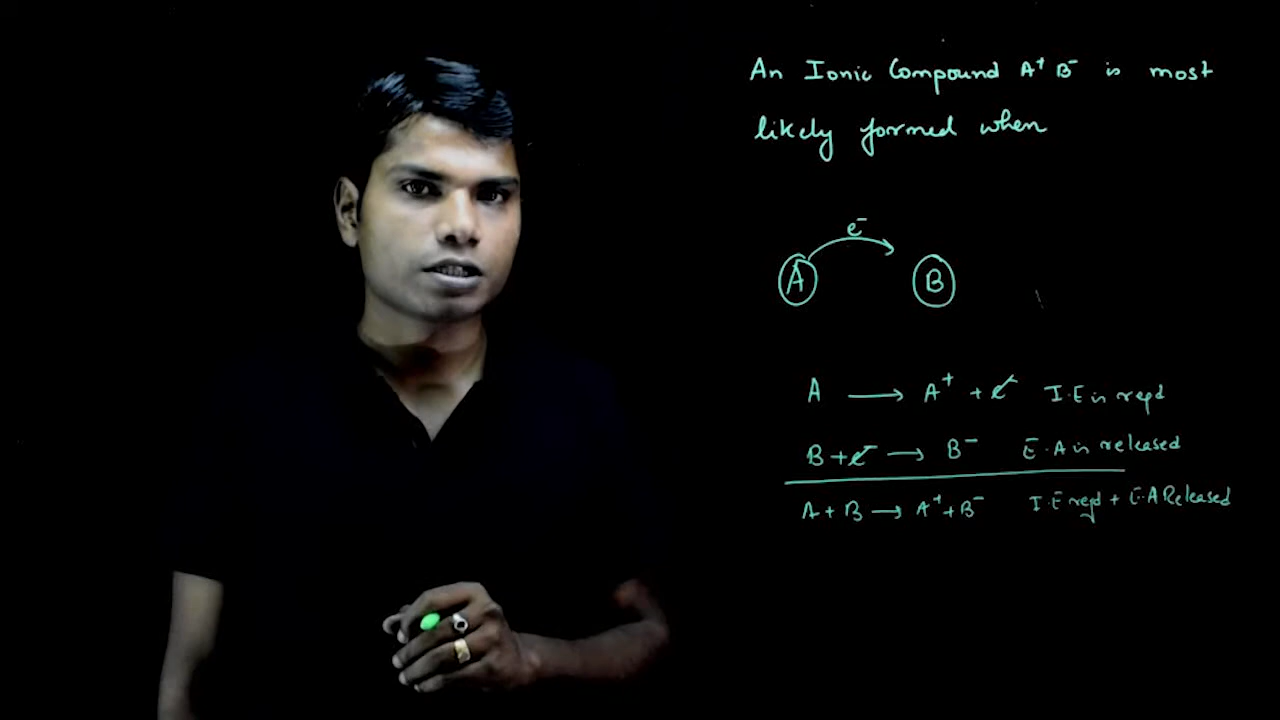 An Ionic Compound A⁺ B⁻ is most
likely formed when
e⁻
A B
A ⟶ A⁺ + e⁻ I.E is reqd
B + e⁻ ⟶ B⁻ E.A is released
A + B ⟶ A⁺ + B⁻ I.E reqd + E.A Released